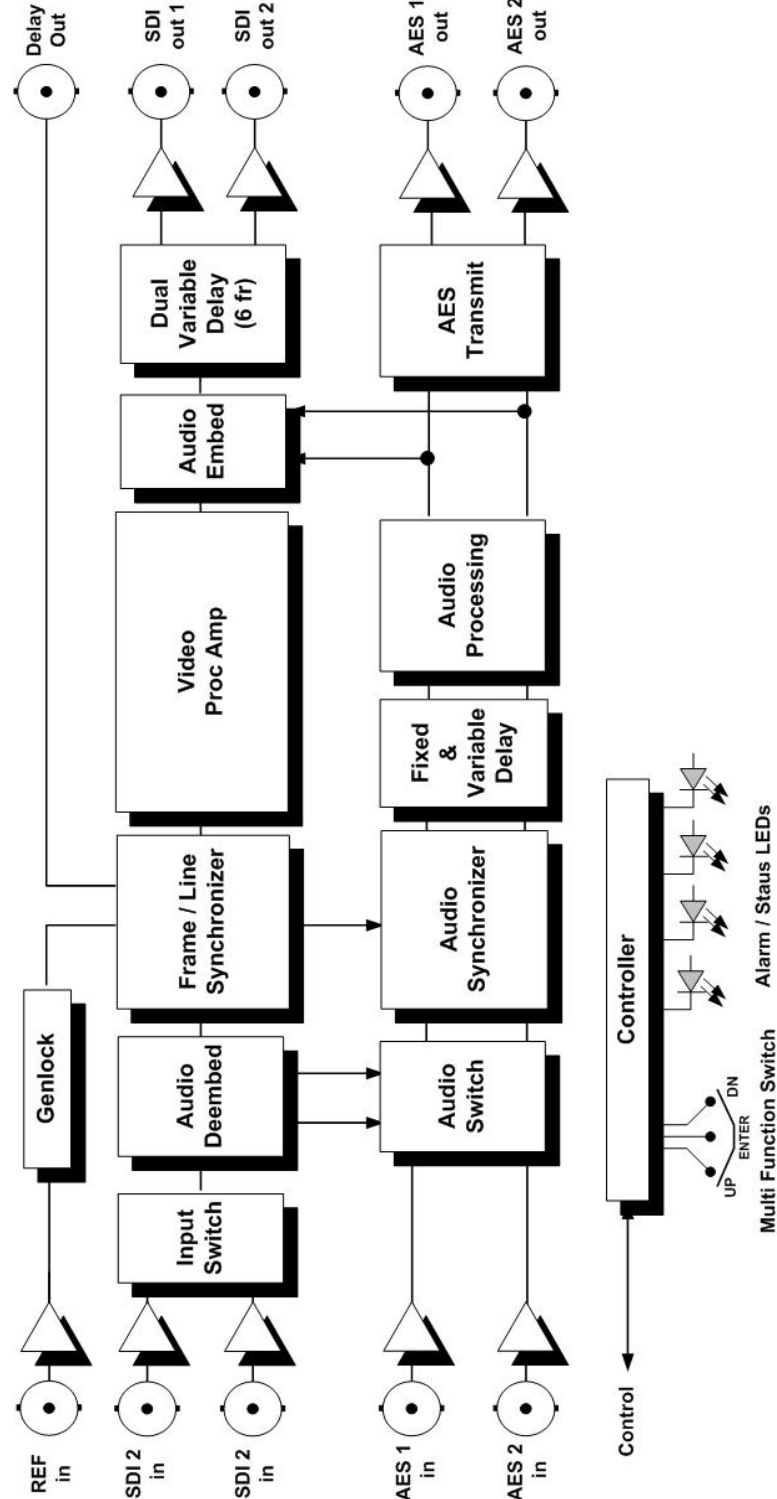 REF
in
SDI 2
in
SDI 2
in
AES 1
in
AES 2
in
Control
Genlock
Input
Switch
Audio
Deembed
Frame / Line
Synchronizer
Video
Proc Amp
Audio
Embed
Dual
Variable
Delay
(6 fr)
Audio
Switch
Audio
Synchronizer
Fixed
&
Variable
Delay
Audio
Processing
AES
Transmit
Delay
Out
SDI
out 1
SDI
out 2
AES 1
out
AES 2
out
Controller
UP
ENTER
DN
Multi Function Switch
Alarm / Staus LEDs